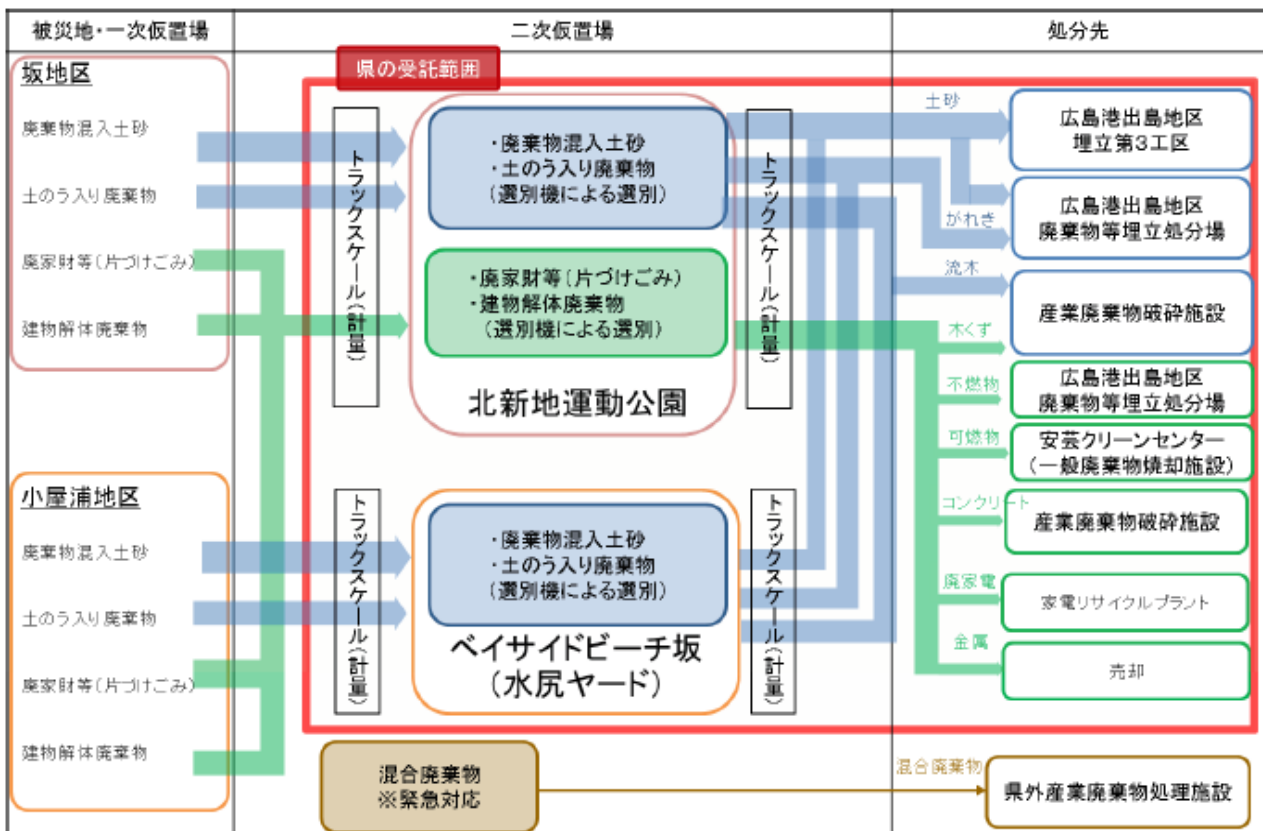 被災地・一次仮置場
二次仮置場
処分先
県の受託範囲
坂地区
廃棄物混入土砂
土のう入り廃棄物
廃家財等(片づけごみ)
建物解体廃棄物
小屋浦地区
廃棄物混入土砂
土のう入り廃棄物
廃家財等(片づけごみ)
建物解体廃棄物
トラックスケール(計量)
・廃棄物混入土砂
・土のう入り廃棄物
(選別機による選別)
・廃家財等(片づけごみ)
・建物解体廃棄物
(選別機による選別)
北新地運動公園
トラックスケール(計量)
トラックスケール(計量)
・廃棄物混入土砂
・土のう入り廃棄物
(選別機による選別)
ベイサイドビーチ坂
(水尻ヤード)
トラックスケール(計量)
混合廃棄物
※緊急対応
土砂
広島港出島地区
埋立第3工区
がれき
広島港出島地区
廃棄物等埋立処分場
流木
産業廃棄物破砕施設
木くず
不燃物
広島港出島地区
廃棄物等埋立処分場
可燃物
安芸クリーンセンター
(一般廃棄物焼却施設)
コンクリート
産業廃棄物破砕施設
廃家電
家電リサイクルプラント
金属
売却
混合廃棄物
県外産業廃棄物処理施設